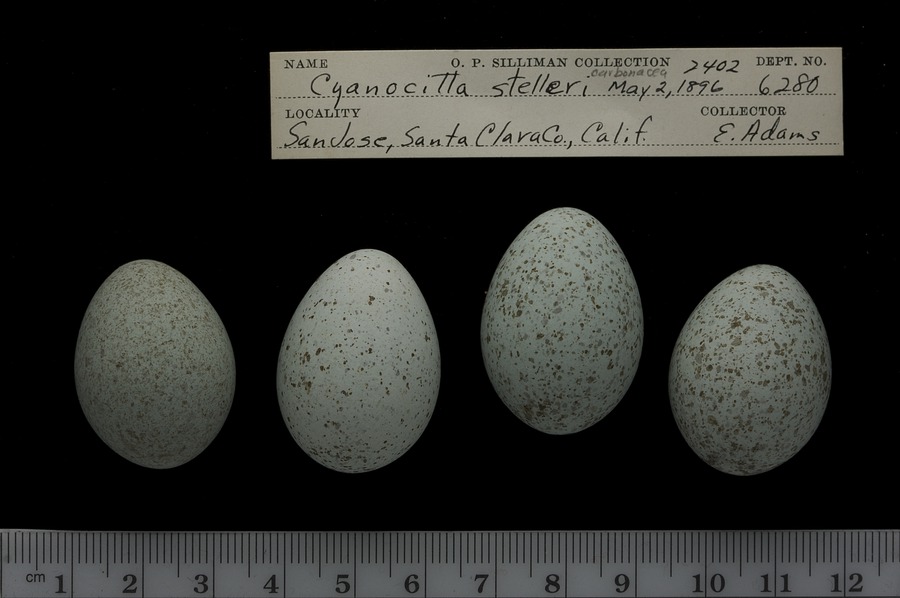 NAME O. P. SILLIMAN COLLECTION 2402 DEPT. NO.
Cyanocitta stelleri carbonacea May 2, 1896 6280
LOCALITY COLLECTOR
San Jose, Santa Clara Co., Calif. E. Adams
cm 1 2 3 4 5 6 7 8 9 10 11 12